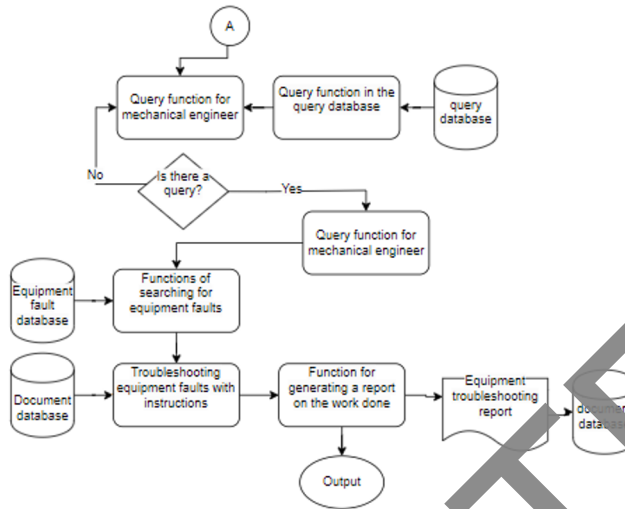 A
Query function for
mechanical engineer
Query function in the
query database
query
database
No
Is there a
query?
Yes
Query function for
mechanical engineer
Equipment
fault
database
Functions of
searching for
equipment faults
Document
database
Troubleshooting
equipment faults with
instructions
Function for
generating a report
on the work done
Equipment
troubleshooting
report
document
database
Output